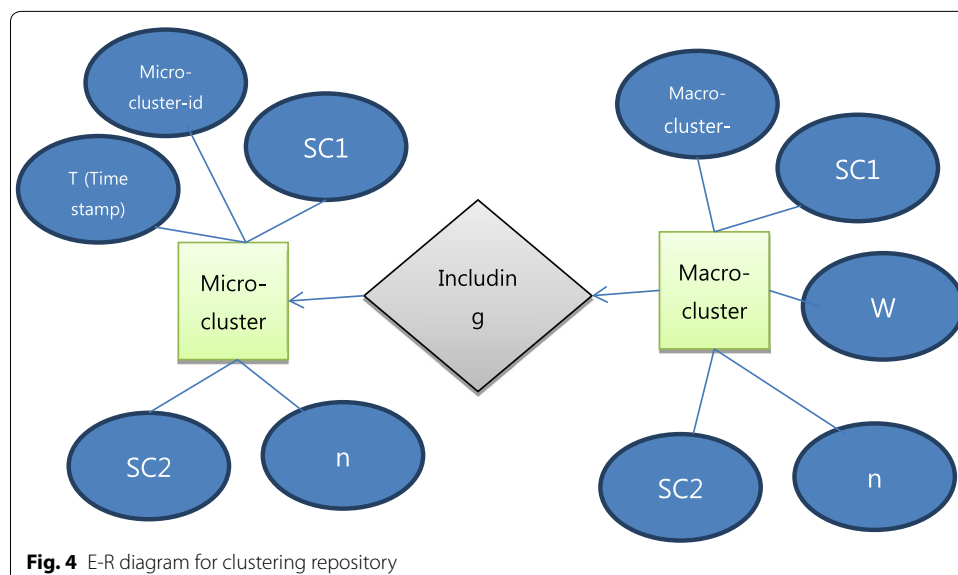 Micro-
cluster-id
SC1
T (Time
stamp)
Micro-
cluster
SC2
n
Includin
g
Macro-
cluster-
SC1
Macro-
cluster
W
SC2
n
Fig. 4 E-R diagram for clustering repository